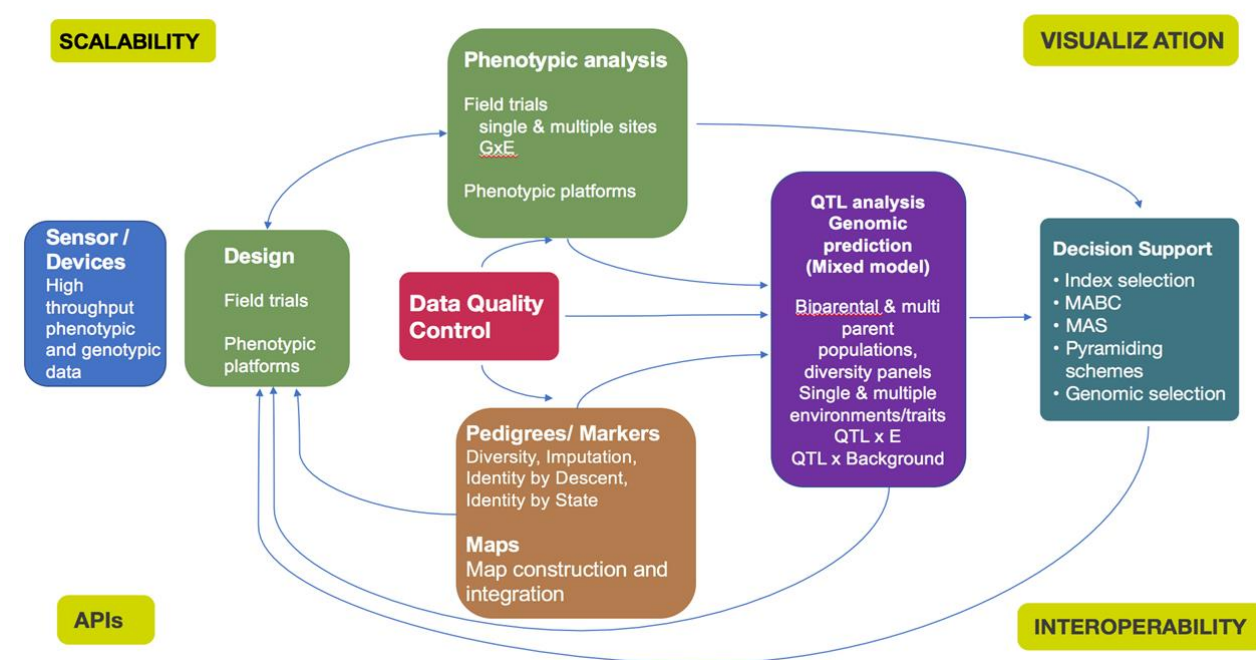 SCALABILITY
VISUALIZ ATION
Phenotypic analysis
Field trials
single & multiple sites
GxE
Phenotypic platforms
Sensor /
Devices
High
throughput
phenotypic
and genotypic
data
Design
Field trials
Phenotypic
platforms
Data Quality
Control
QTL analysis
Genomic
prediction
(Mixed model)
Biparental & multi
parent
populations,
diversity panels
Single & multiple
environments/traits
QTL x E
QTL x Background
Decision Support
• Index selection
• MABC
• MAS
• Pyramiding
schemes
• Genomic selection
Pedigrees/ Markers
Diversity, Imputation,
Identity by Descent,
Identity by State
Maps
Map construction and
integration
APIs
INTEROPERABILITY